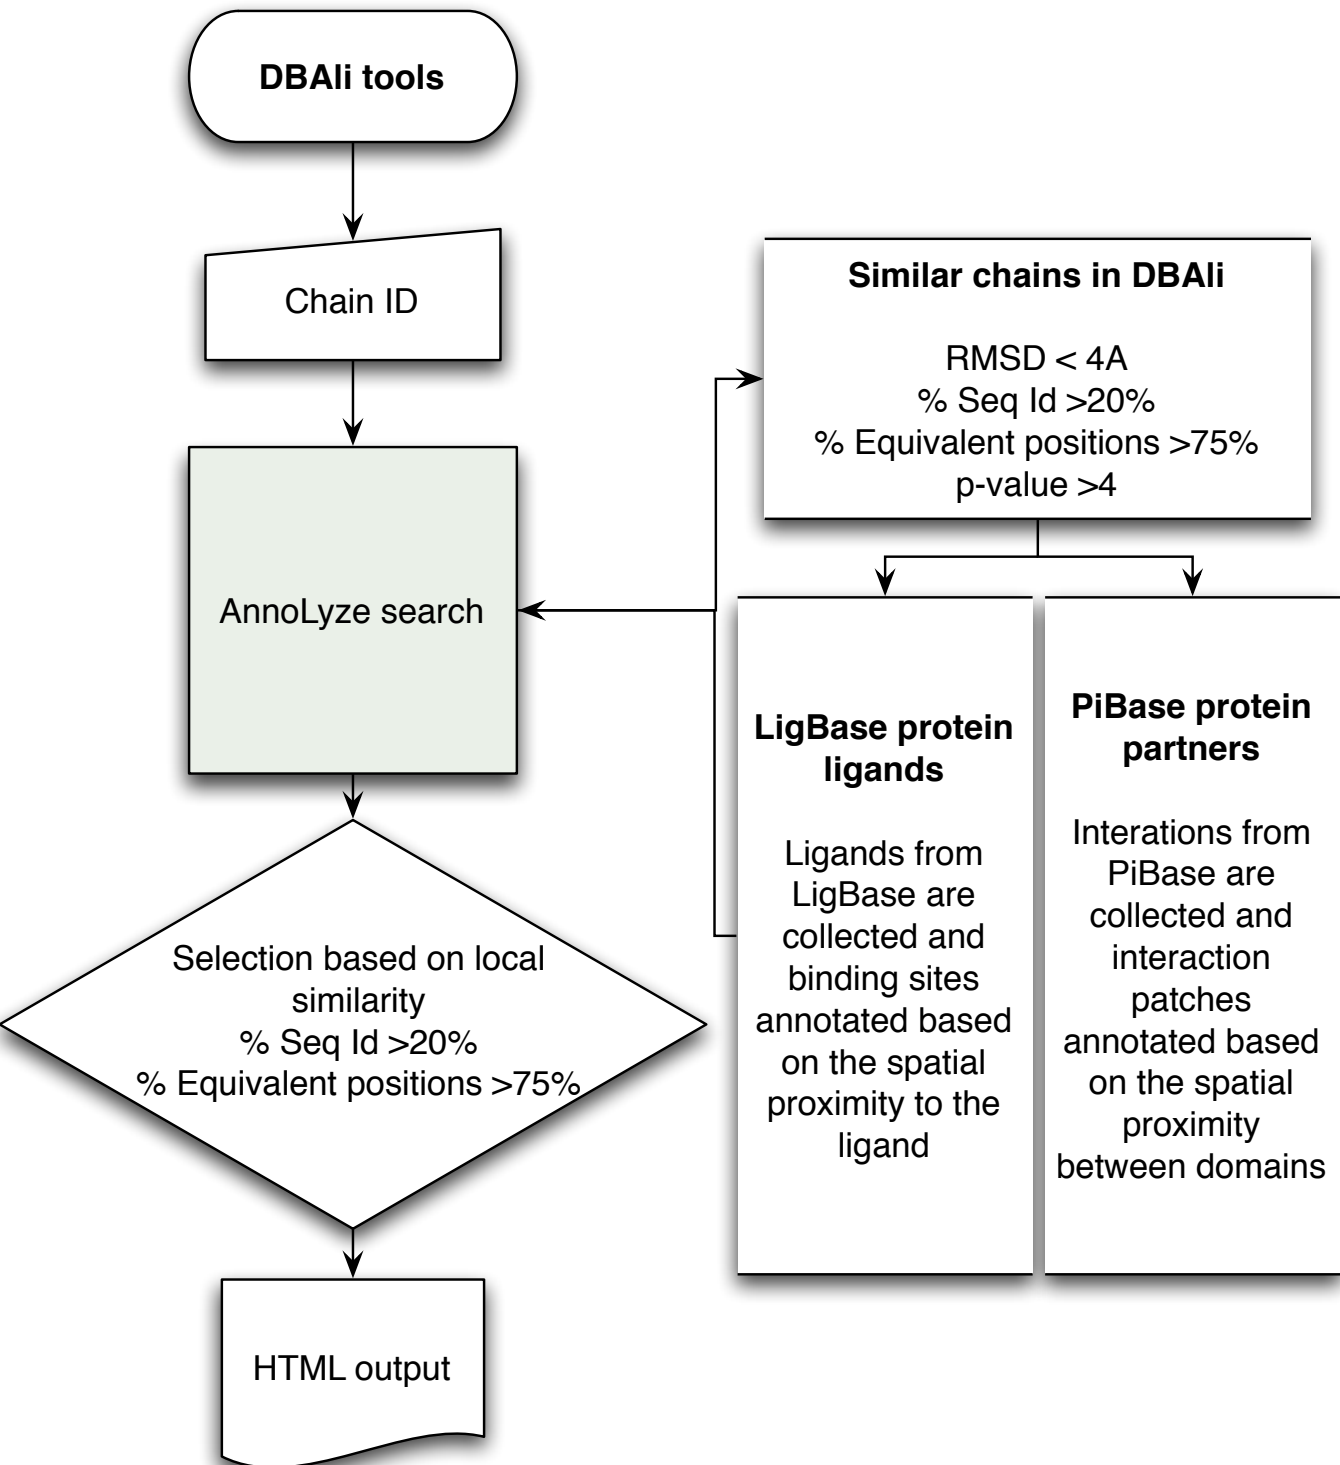 DBAli tools
Chain ID
AnnoLyze search
Selection based on local
similarity
% Seq Id >20%
% Equivalent positions >75%
HTML output
Similar chains in DBAli
RMSD < 4A
% Seq Id >20%
% Equivalent positions >75%
p-value >4
LigBase protein
ligands
Ligands from
LigBase are
collected and
binding sites
annotated based
on the spatial
proximity to the
ligand
PiBase protein
partners
Interations from
PiBase are
collected and
interaction
patches
annotated based
on the spatial
proximity
between domains